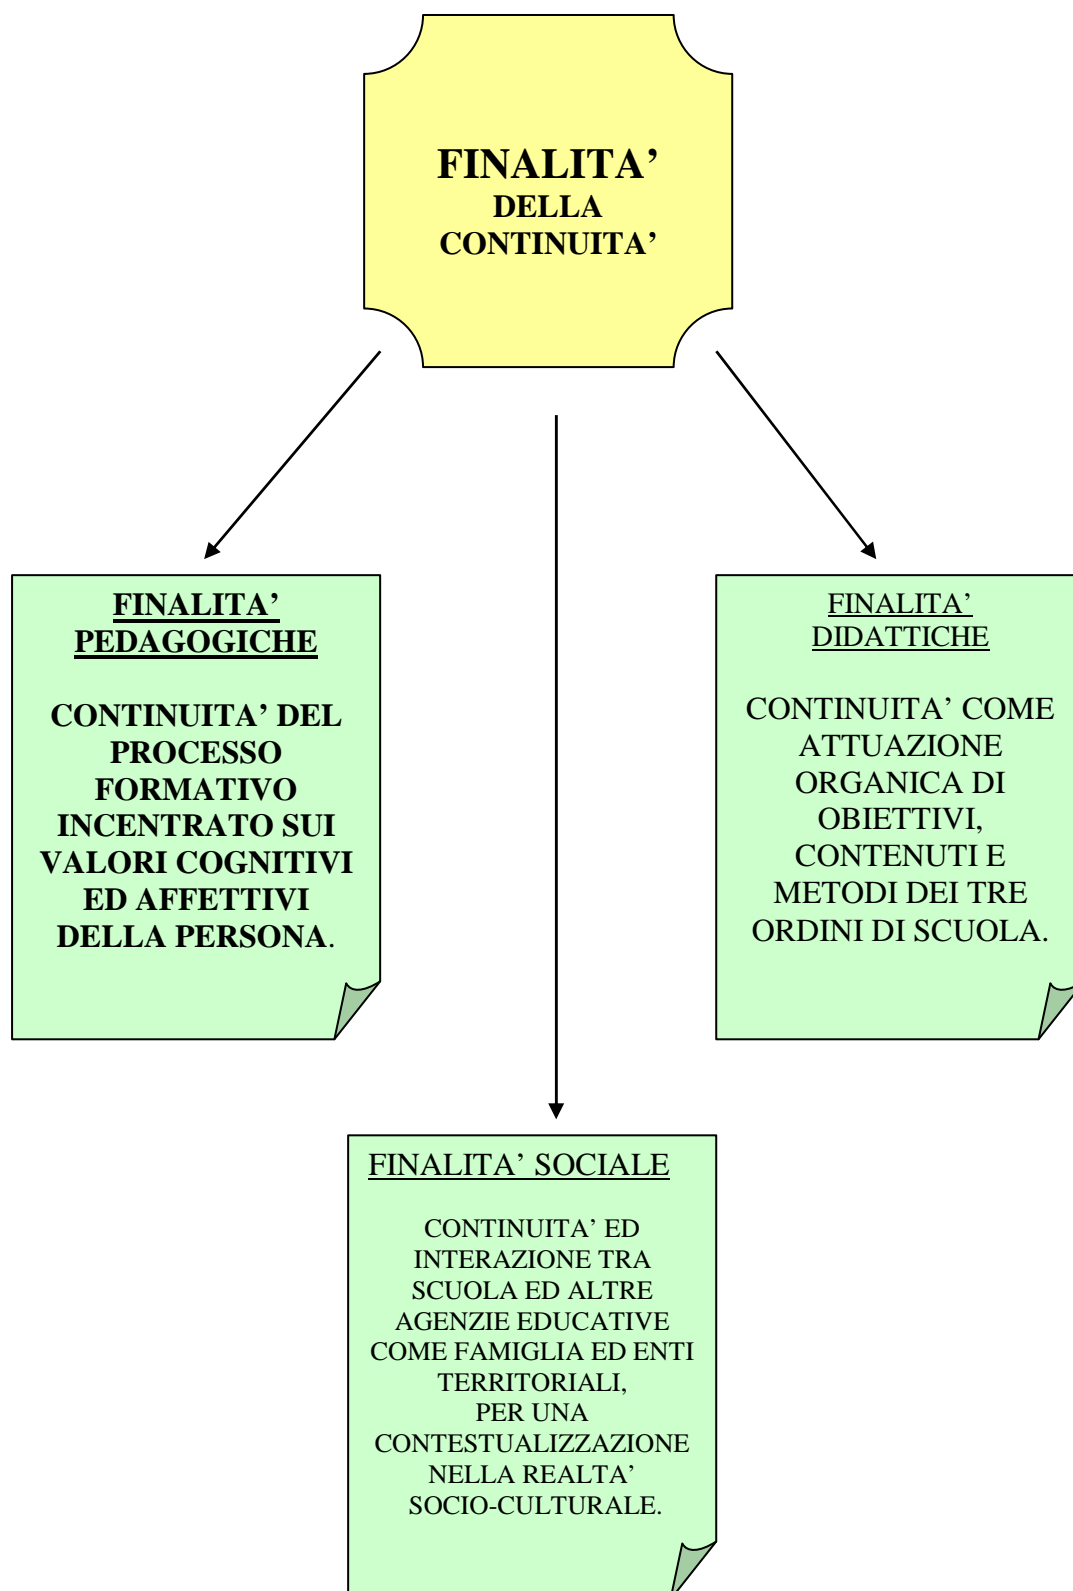 FINALITA’
DELLA
CONTINUITA’
FINALITA’
PEDAGOGICHE
CONTINUITA’ DEL
PROCESSO
FORMATIVO
INCENTRATO SUI
VALORI COGNITIVI
ED AFFETTIVI
DELLA PERSONA.
FINALITA’
DIDATTICHE
CONTINUITA’ COME
ATTUAZIONE
ORGANICA DI
OBIETTIVI,
CONTENUTI E
METODI DEI TRE
ORDINI DI SCUOLA.
FINALITA’ SOCIALE
CONTINUITA’ ED
INTERAZIONE TRA
SCUOLA ED ALTRE
AGENZIE EDUCATIVE
COME FAMIGLIA ED ENTI
TERRITORIALI,
PER UNA
CONTESTUALIZZAZIONE
NELLA REALTA’
SOCIO-CULTURALE.